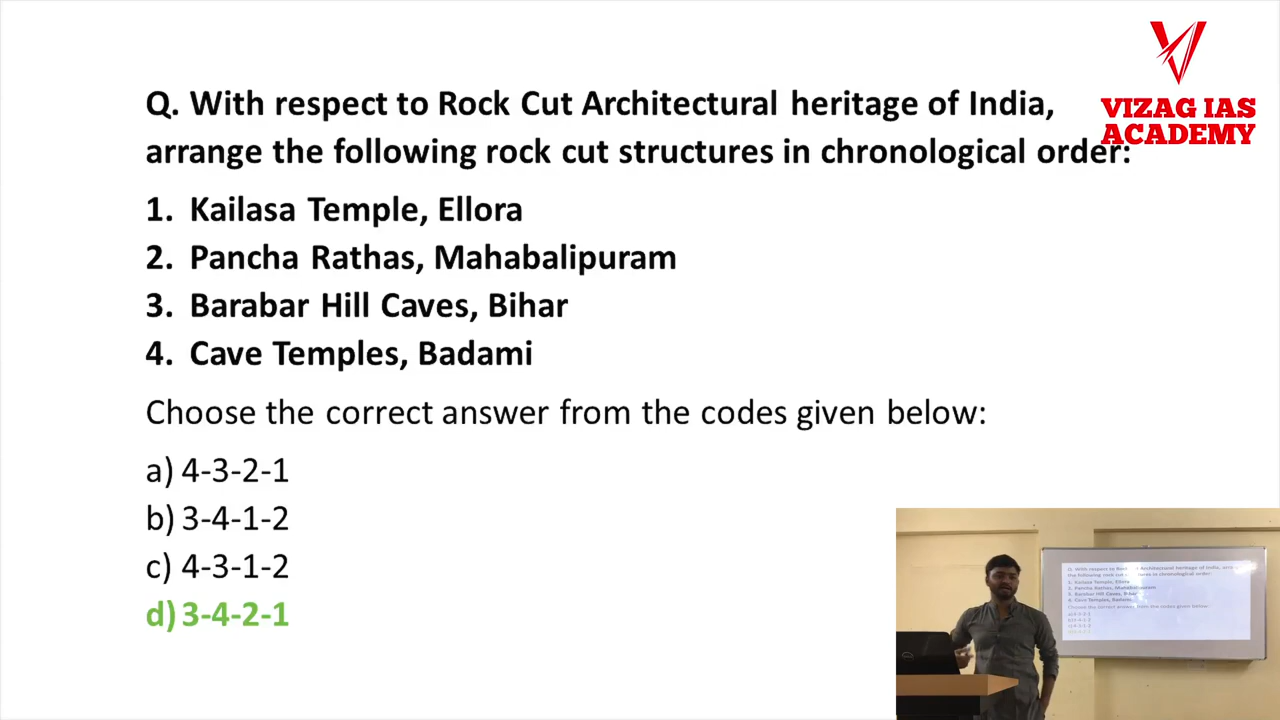 VIZAG IAS
ACADEMY
Q. With respect to Rock Cut Architectural heritage of India,
arrange the following rock cut structures in chronological order:
1. Kailasa Temple, Ellora
2. Pancha Rathas, Mahabalipuram
3. Barabar Hill Caves, Bihar
4. Cave Temples, Badami
Choose the correct answer from the codes given below:
a) 4-3-2-1
b) 3-4-1-2
c) 4-3-1-2
d) 3-4-2-1